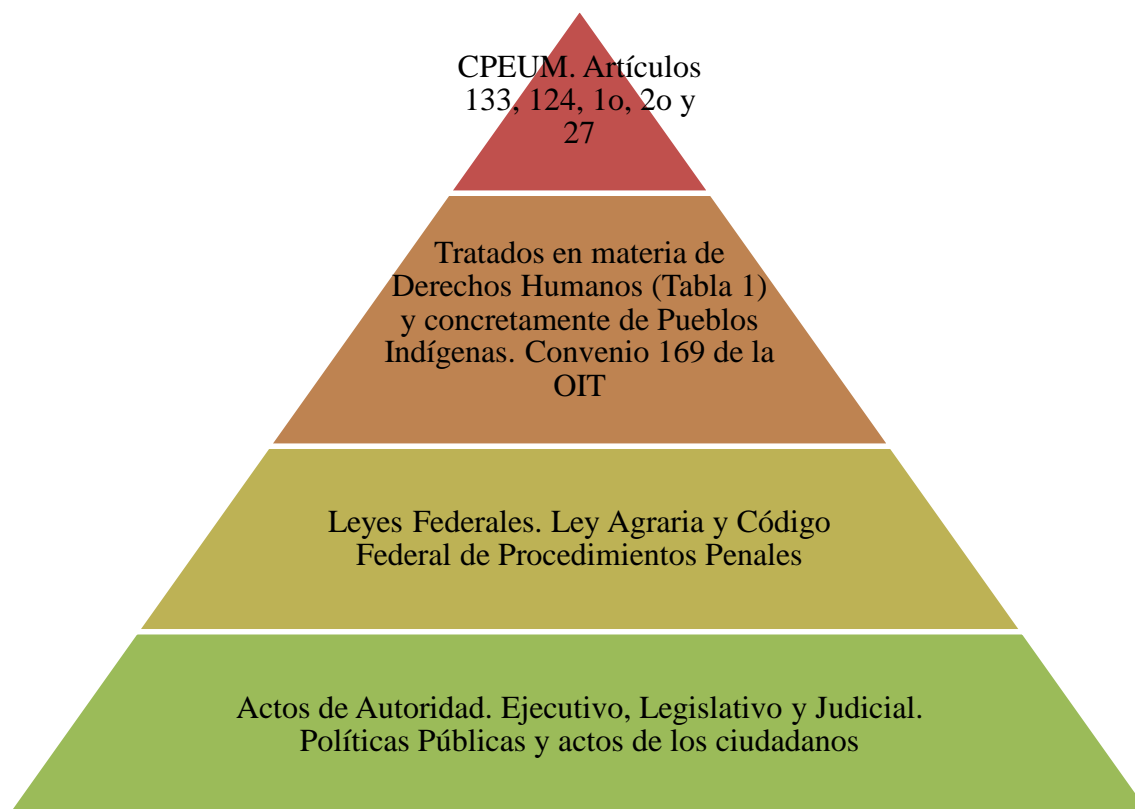 CPEUM. Artículos
133, 124, 1o, 2o y
27
Tratados en materia de
Derechos Humanos (Tabla 1)
y concretamente de Pueblos
Indígenas. Convenio 169 de la
OIT
Leyes Federales. Ley Agraria y Código
Federal de Procedimientos Penales
Actos de Autoridad. Ejecutivo, Legislativo y Judicial.
Políticas Públicas y actos de los ciudadanos